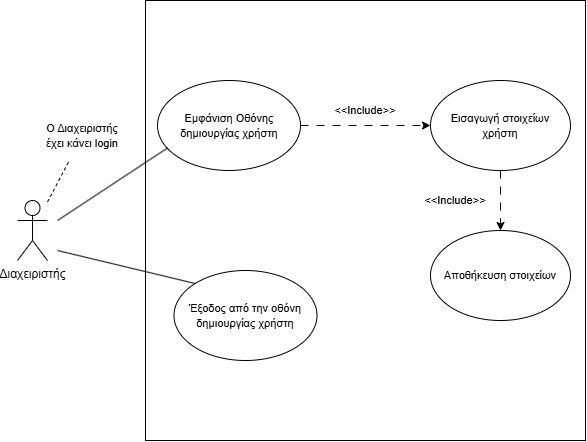 Εμφάνιση Οθόνης
δημιουργίας χρήστη
<<Include>>
Εισαγωγή στοιχείων
χρήστη
Ο Διαχειριστής
έχει κάνει login
<<Include>>
Διαχειριστής
Αποθήκευση στοιχείων
Έξοδος από την οθόνη
δημιουργίας χρήστη